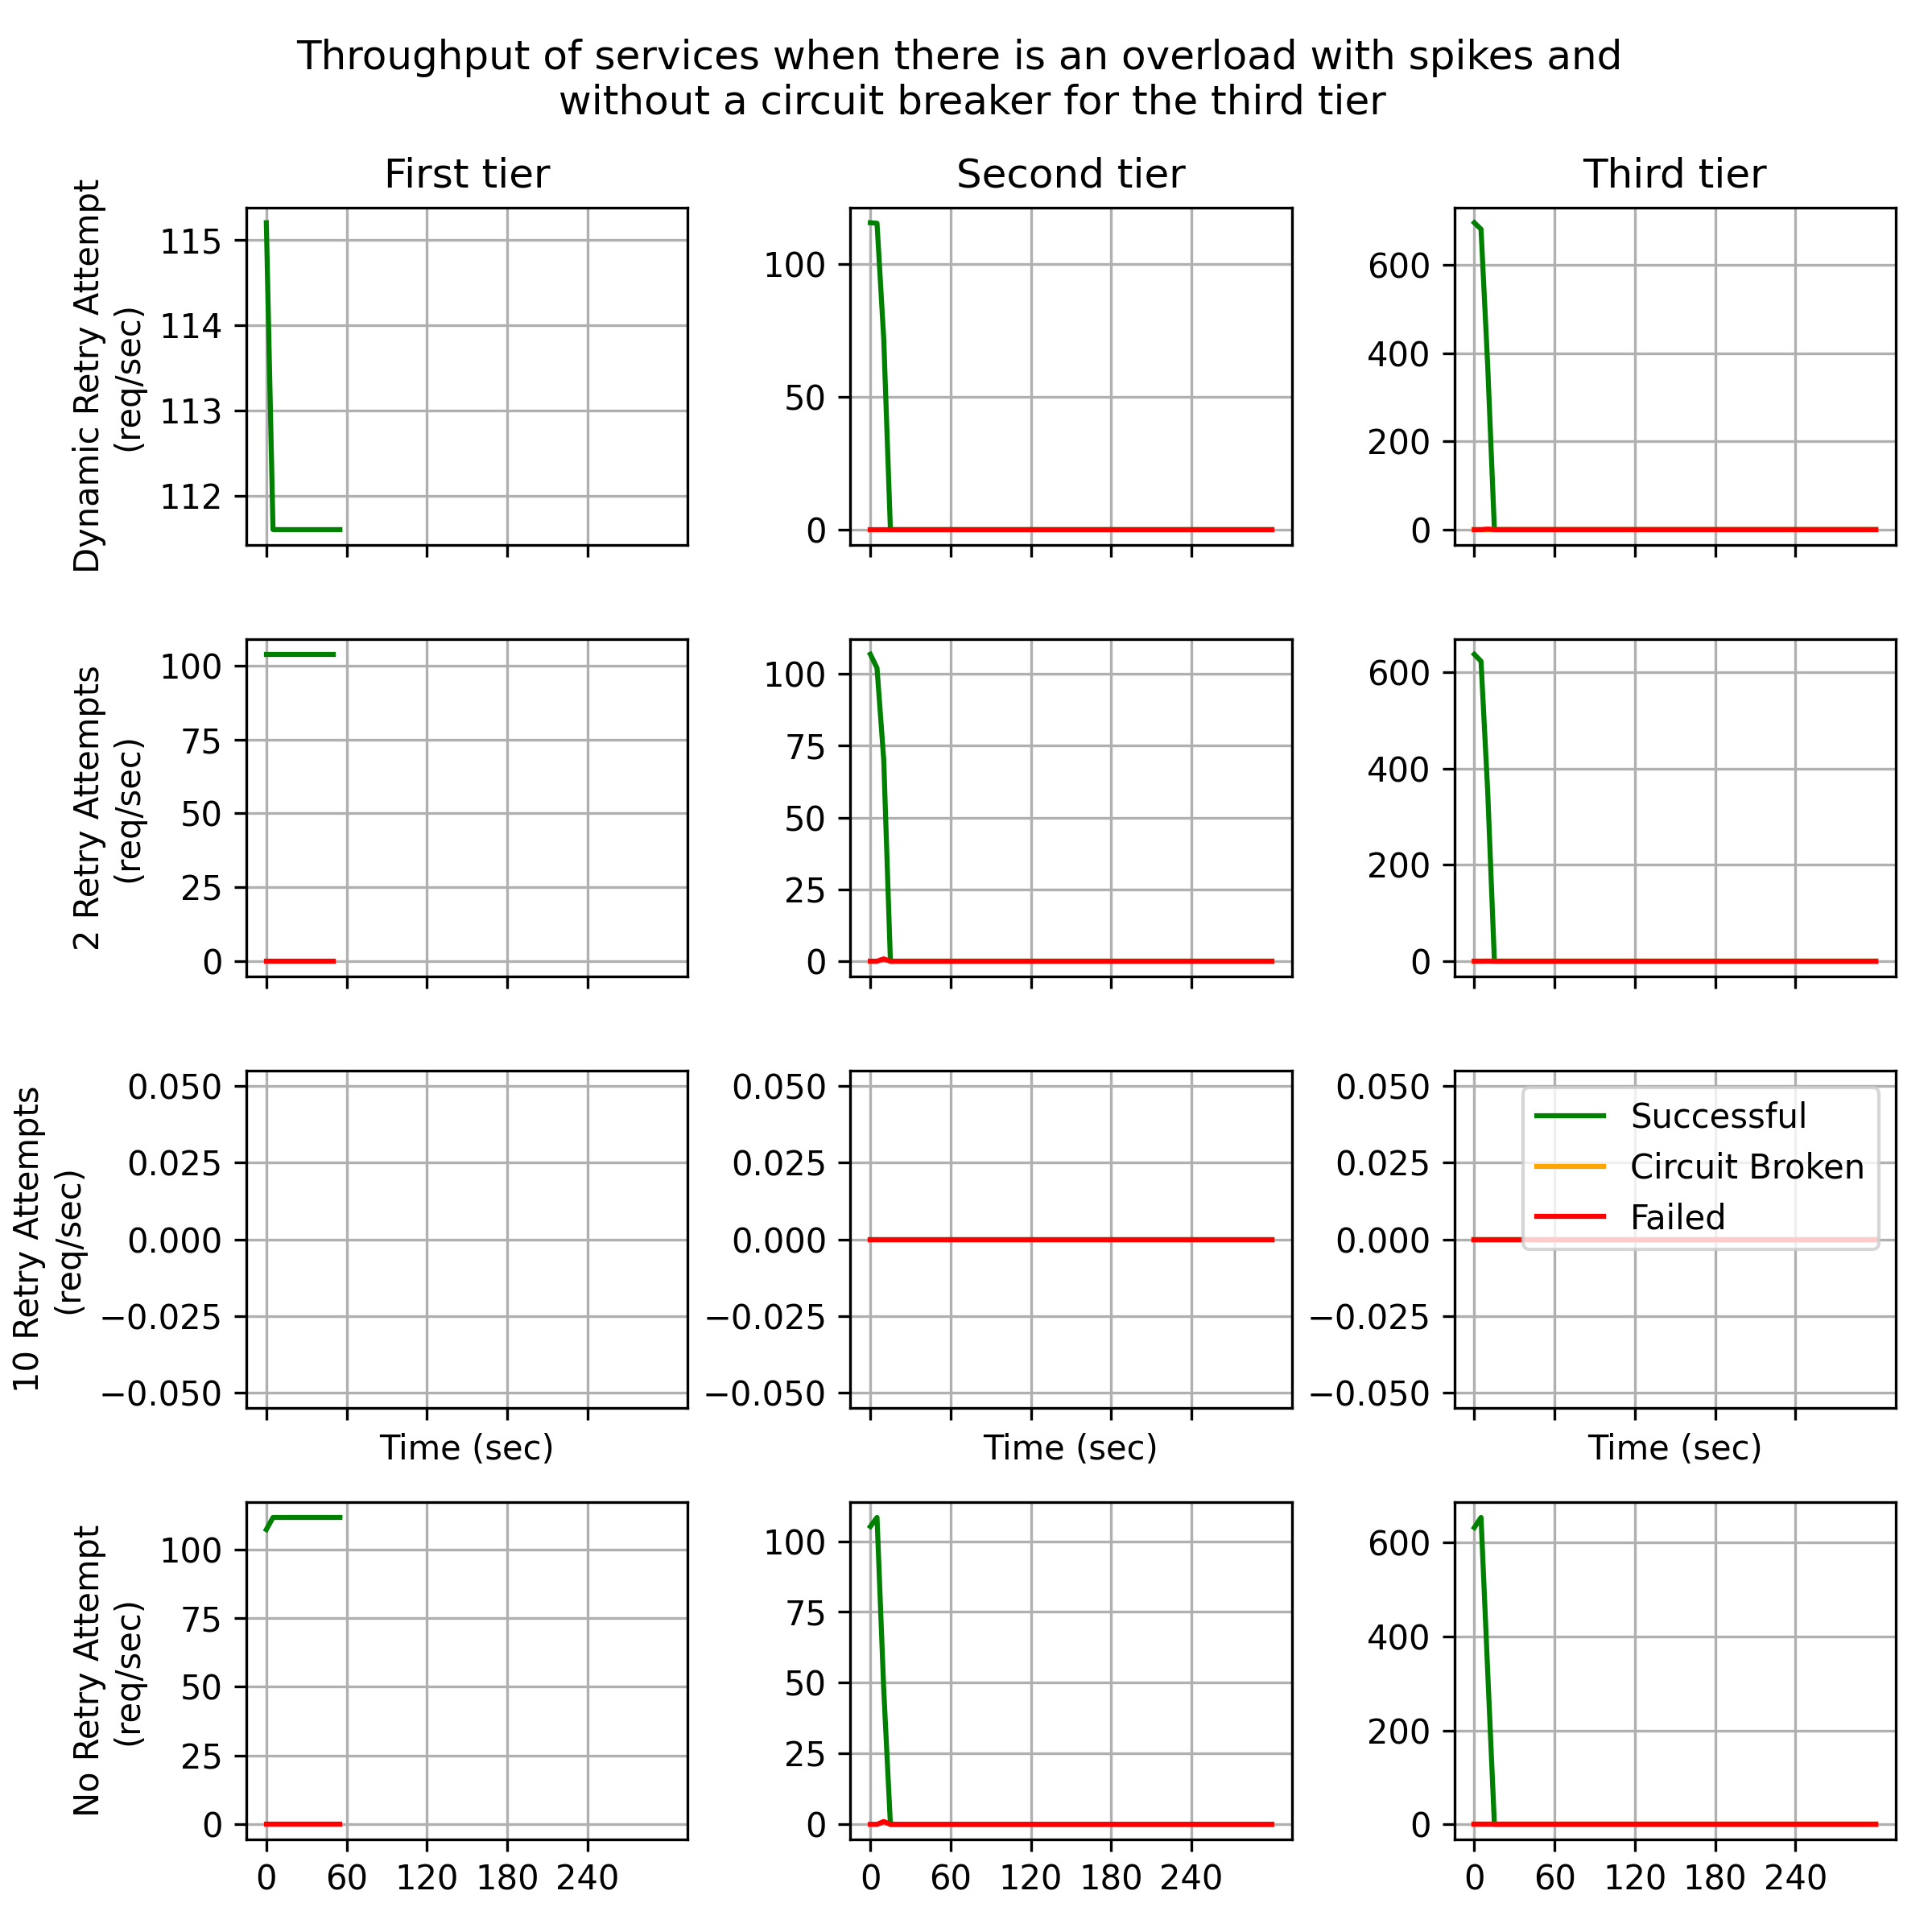 Throughput of services when there is an overload with spikes and
without a circuit breaker for the third tier
First tier
Second tier
Third tier
Dynamic Retry Attempt
(req/sec)
115
114
113
112
100
50
0
600
400
200
0
2 Retry Attempts
(req/sec)
100
75
50
25
0
100
75
50
25
0
600
400
200
0
10 Retry Attempts
(req/sec)
0.050
0.025
0.000
−0.025
−0.050
Time (sec)
0.050
0.025
0.000
−0.025
−0.050
Time (sec)
0.050
0.025
0.000
−0.025
−0.050
Successful
Circuit Broken
Failed
Time (sec)
No Retry Attempt
(req/sec)
100
75
50
25
0
0 60 120 180 240
100
75
50
25
0
0 60 120 180 240
600
400
200
0
0 60 120 180 240